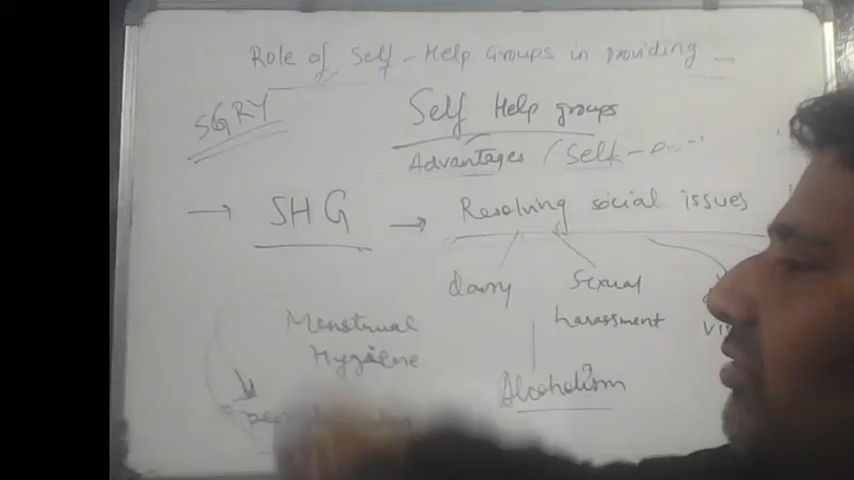 Role of Self-Help Groups in providing
SGRY
Self Help groups
Advantages (Self-
SHG
Resolving social issues
dowry
Sexual
harassment
Menstrual
Hygiene
Alcoholism